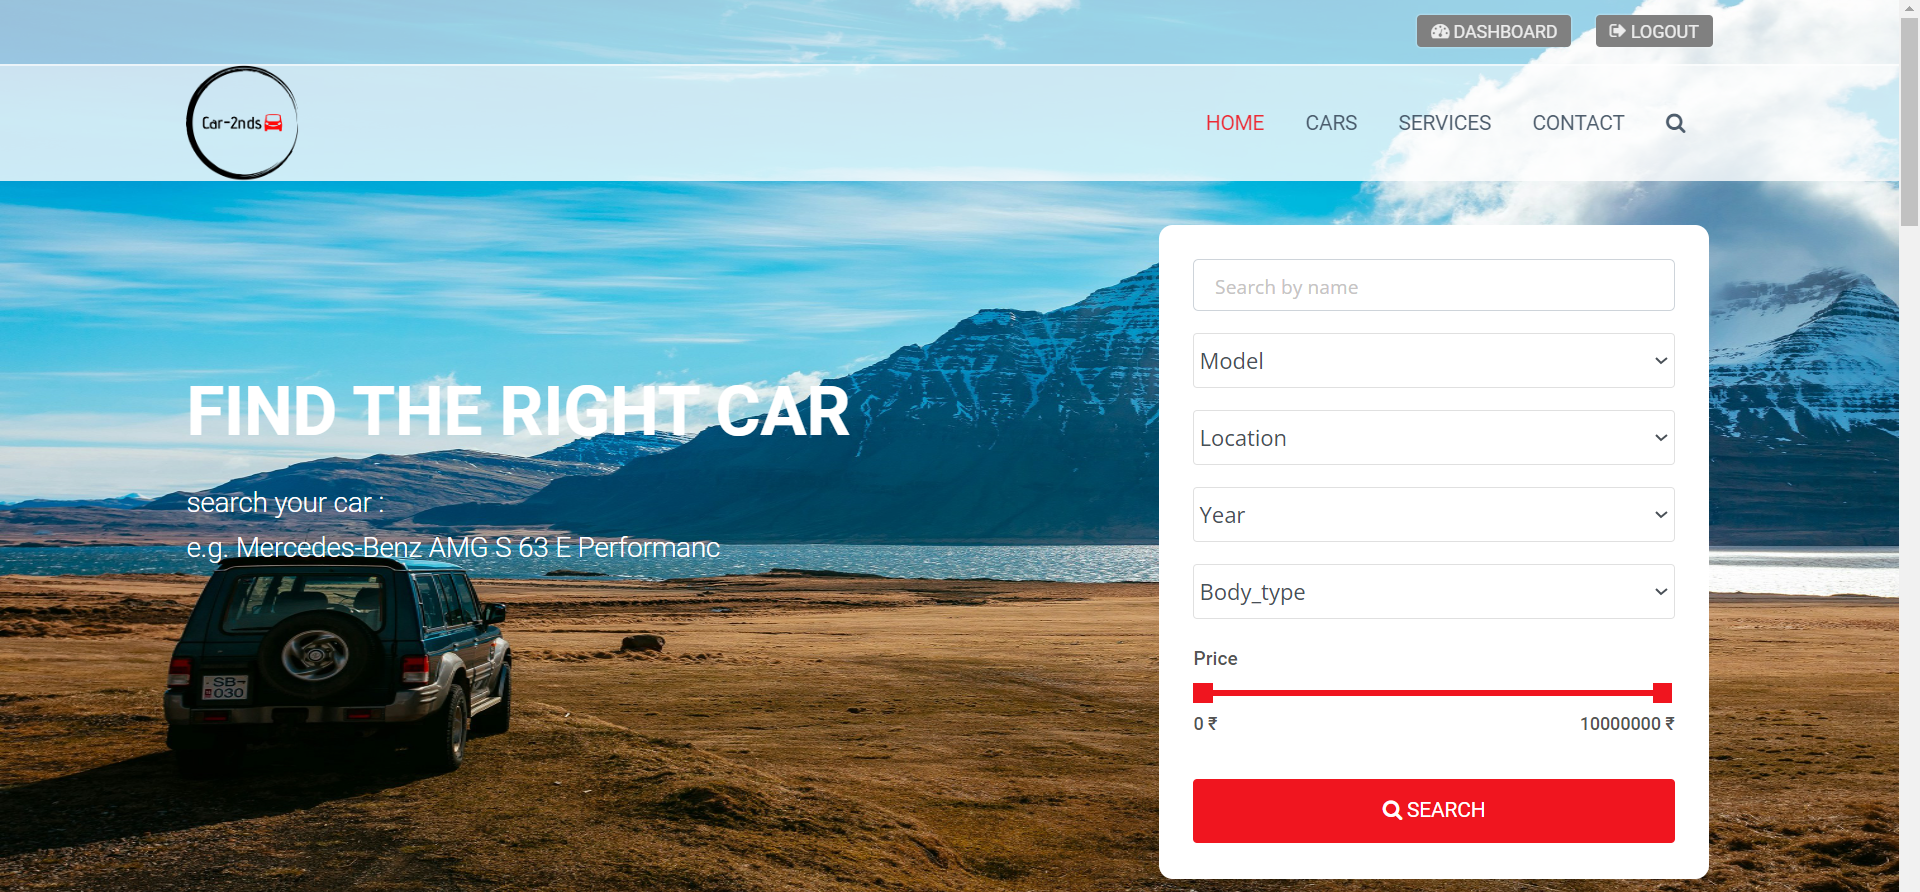 DASHBOARD
LOGOUT
Car-2nds
HOME
CARS
SERVICES
CONTACT
Search by name
Model
Location
Year
Body_type
Price
0 ₹
10000000 ₹
SEARCH
FIND THE RIGHT CAR
search your car :
e.g. Mercedes-Benz AMG S 63 E Performanc
SB
030